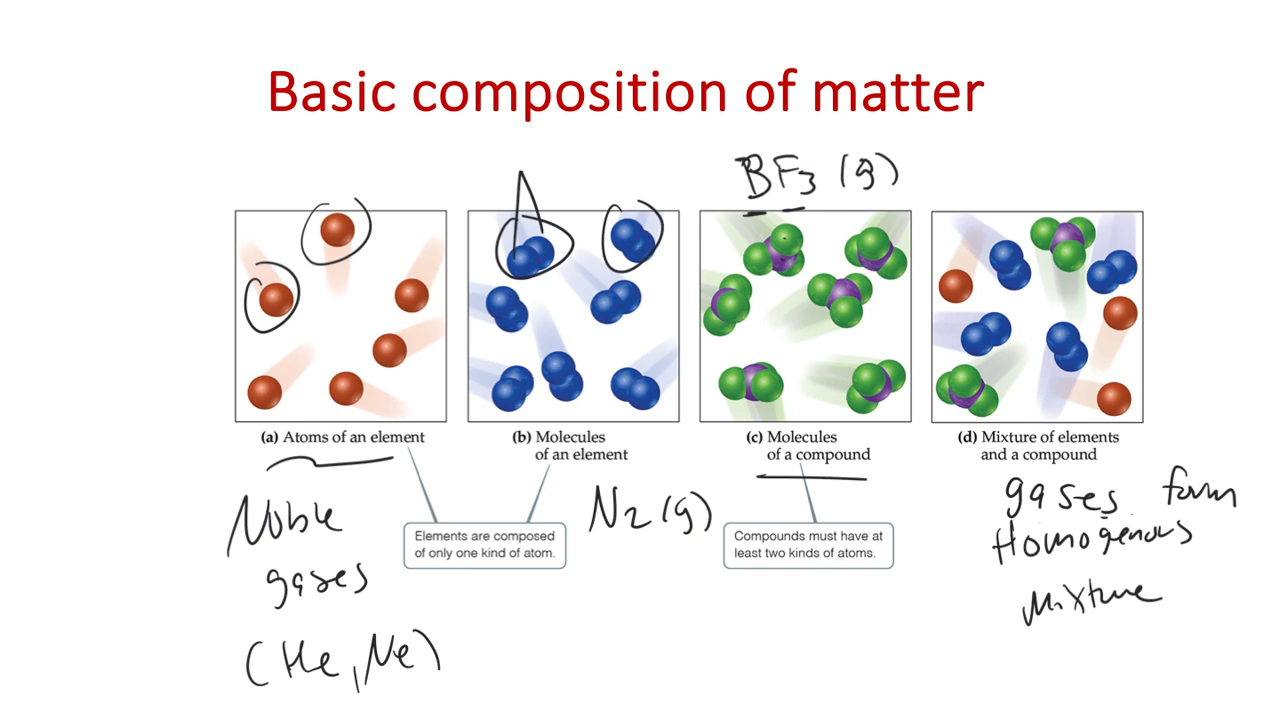 Basic composition of matter
BF3 (g)
(a) Atoms of an element
(b) Molecules
of an element
(c) Molecules
of a compound
(d) Mixture of elements
and a compound
Elements are composed
of only one kind of atom.
Compounds must have at
least two kinds of atoms.
Noble
gases
(He, Ne)
N2 (g)
gases form
Homogenous
Mixture